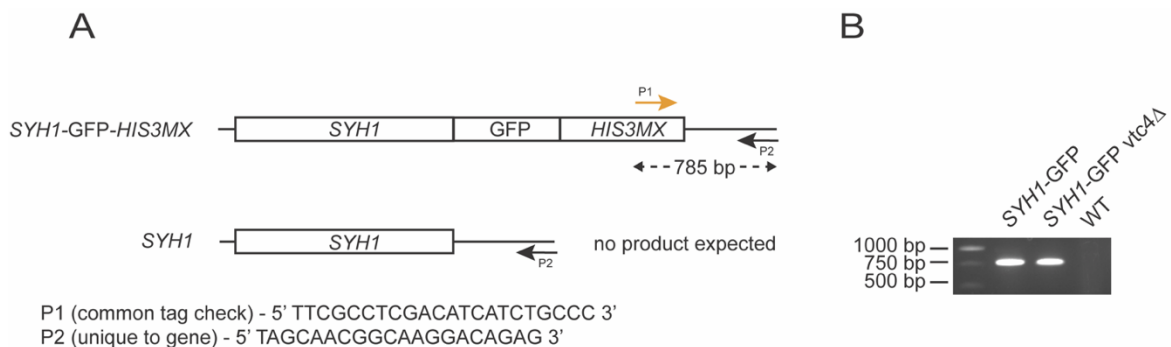 A
B
P1
SYH1-GFP-HIS3MX
SYH1
GFP
HIS3MX
P2
785 bp
SYH1
SYH1
P2
no product expected
P1 (common tag check) - 5’ TTCGCCTCGACATCATCTGCCC 3’
P2 (unique to gene) - 5’ TAGCAACGGCAAGGACAGAG 3’
SYH1-GFP
SYH1-GFP vtc4Δ
WT
1000 bp
750 bp
500 bp